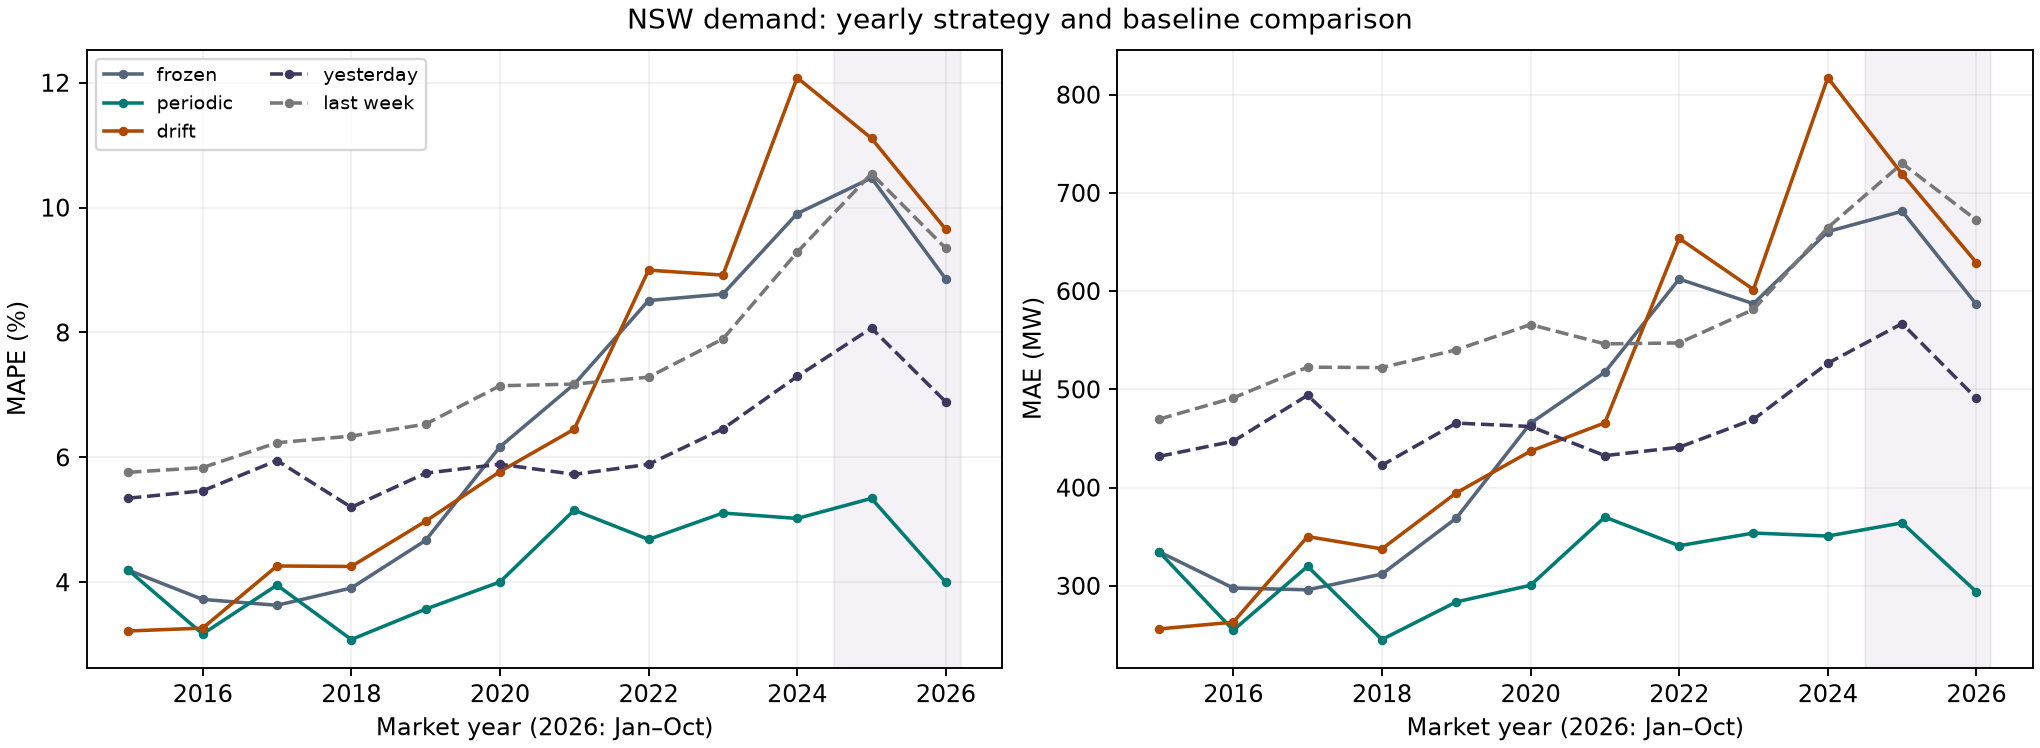 NSW demand: yearly strategy and baseline comparison
frozen
periodic
drift
yesterday
last week
MAPE (%)
12
10
8
6
4
2016 2018 2020 2022 2024 2026
Market year (2026: Jan–Oct)
MAE (MW)
800
700
600
500
400
300
2016 2018 2020 2022 2024 2026
Market year (2026: Jan–Oct)